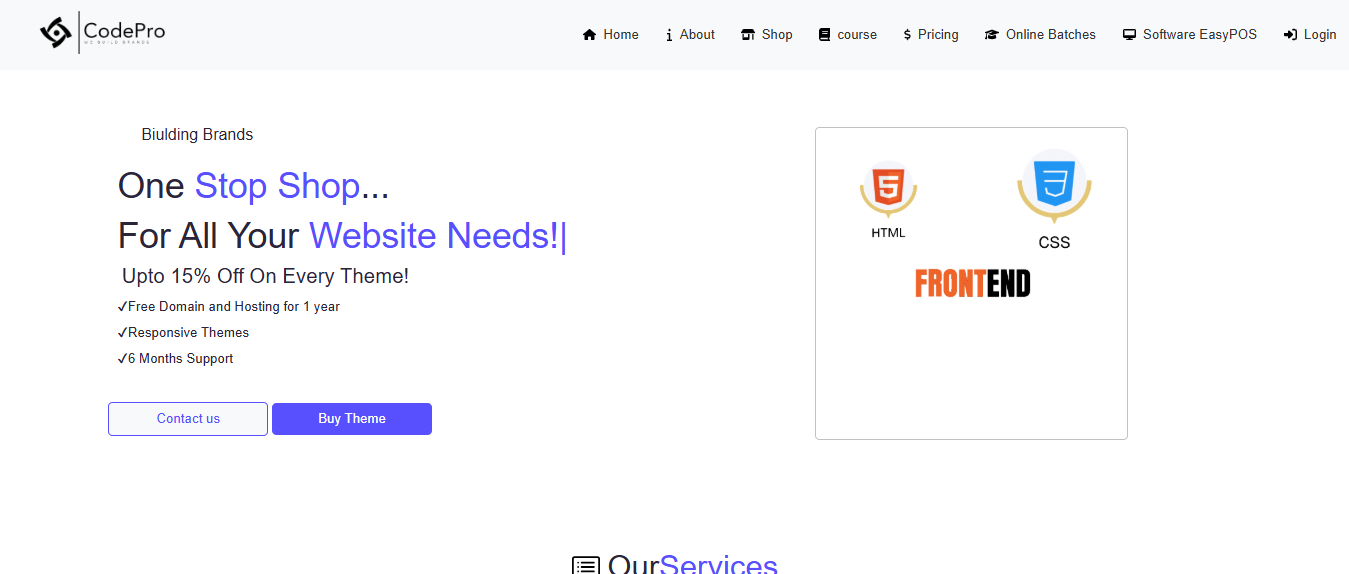 CodePro
WE BUILD BRANDS
Home About Shop course $ Pricing Online Batches Software EasyPOS Login
Biulding Brands
One Stop Shop...
For All Your Website Needs!|
Upto 15% Off On Every Theme!
✓Free Domain and Hosting for 1 year
✓Responsive Themes
✓6 Months Support
Contact us Buy Theme
HTML
CSS
FRONTEND
OurServices